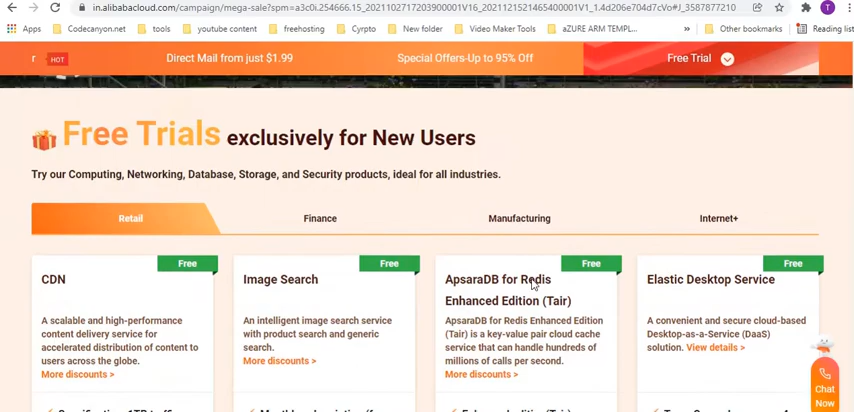 in.alibabacloud.com/campaign/mega-sale?spm=a3c0i.254666.15_20211027172039​00001V16_2021121521465400001V1_1.4d206e704d7cVo#J_3587877210
T
Apps Codecanyon.net tools youtube content freehosting Cyrpto New folder Video Maker Tools aZURE ARM TEMPL... » Other bookmarks Reading list
r HOT Direct Mail from just $1.99 Special Offers-Up to 95% Off Free Trial
Free Trials exclusively for New Users
Try our Computing, Networking, Database, Storage, and Security products, ideal for all industries.
Retail Finance Manufacturing Internet+
Free Free Free Free
CDN
A scalable and high-performance
content delivery service for
accelerated distribution of content to
users across the globe.
More discounts >
Image Search
An intelligent image search service
with product search and generic
search.
More discounts >
ApsaraDB for Redis
Enhanced Edition (Tair)
ApsaraDB for Redis Enhanced Edition
(Tair) is a key-value pair cloud cache
service that can handle hundreds of
millions of calls per second.
More discounts >
Elastic Desktop Service
A convenient and secure cloud-based
Desktop-as-a-Service (DaaS)
solution. View details >
Chat
Now